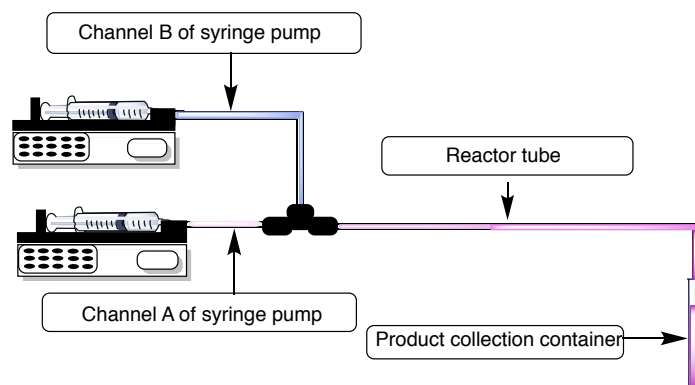 Channel B of syringe pump
Reactor tube
Channel A of syringe pump
Product collection container